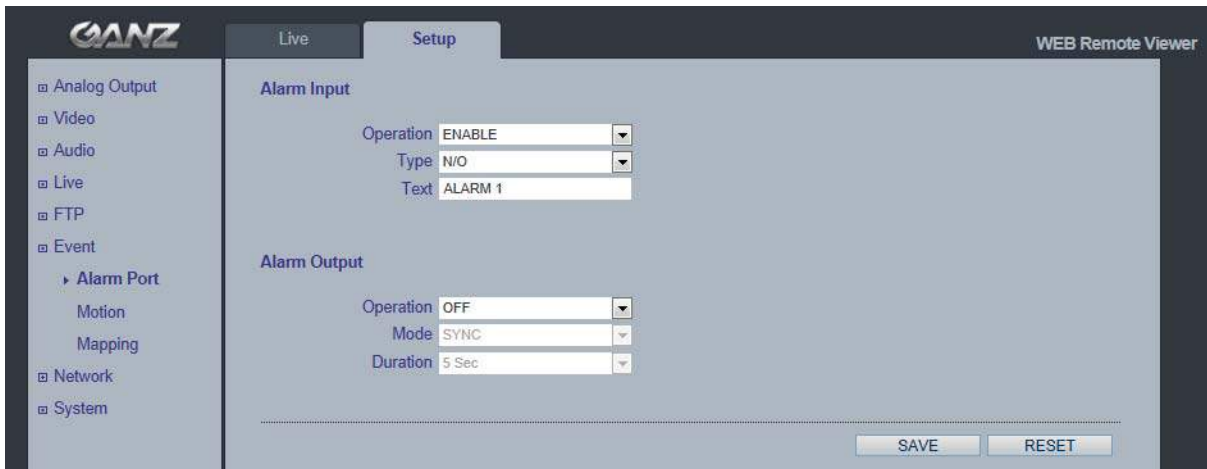 GANZ
Live
Setup
WEB Remote Viewer
Analog Output
Video
Audio
Live
FTP
Event
Alarm Port
Motion
Mapping
Network
System
Alarm Input
Operation ENABLE
Type N/O
Text ALARM 1
Alarm Output
Operation OFF
Mode SYNC
Duration 5 Sec
SAVE
RESET